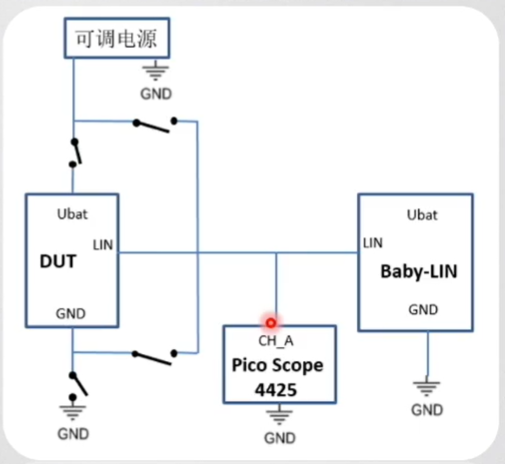 可调电源
GND
Ubat
LIN
DUT
GND
GND
CH_A
Pico Scope
4425
GND
Ubat
LIN
Baby-LIN
GND
GND